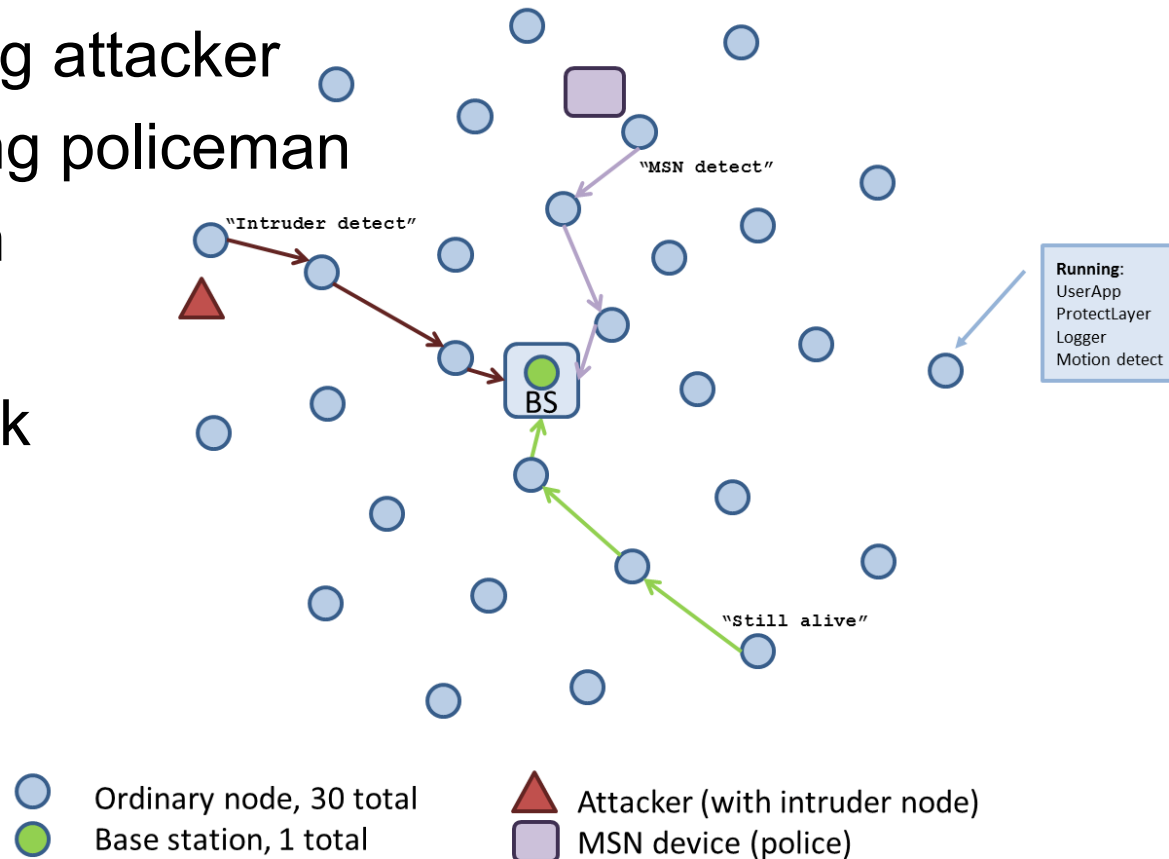 g attacker
ng policeman
k
“MSN detect”
“Intruder detect”
Running:
UserApp
ProtectLayer
Logger
Motion detect
BS
“Still alive”
Ordinary node, 30 total
Base station, 1 total
Attacker (with intruder node)
MSN device (police)